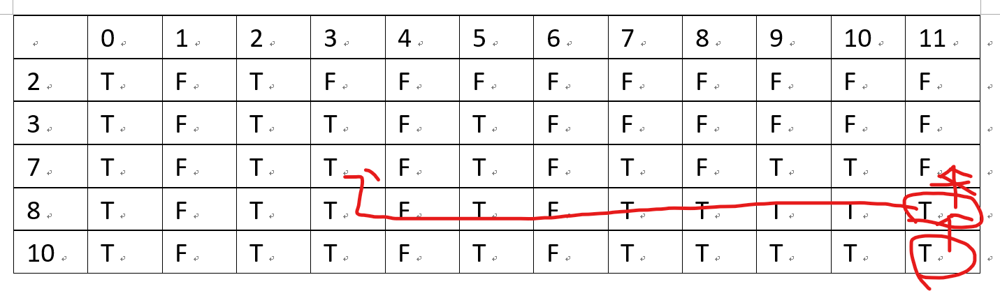 0 1 2 3 4 5 6 7 8 9 10 11
2 T F T F F F F F F F F F
3 T F T T F T F F F F F F
7 T F T T F T F T F T T F
8 T F T T F T F T T T T T
10 T F T T F T F T T T T T